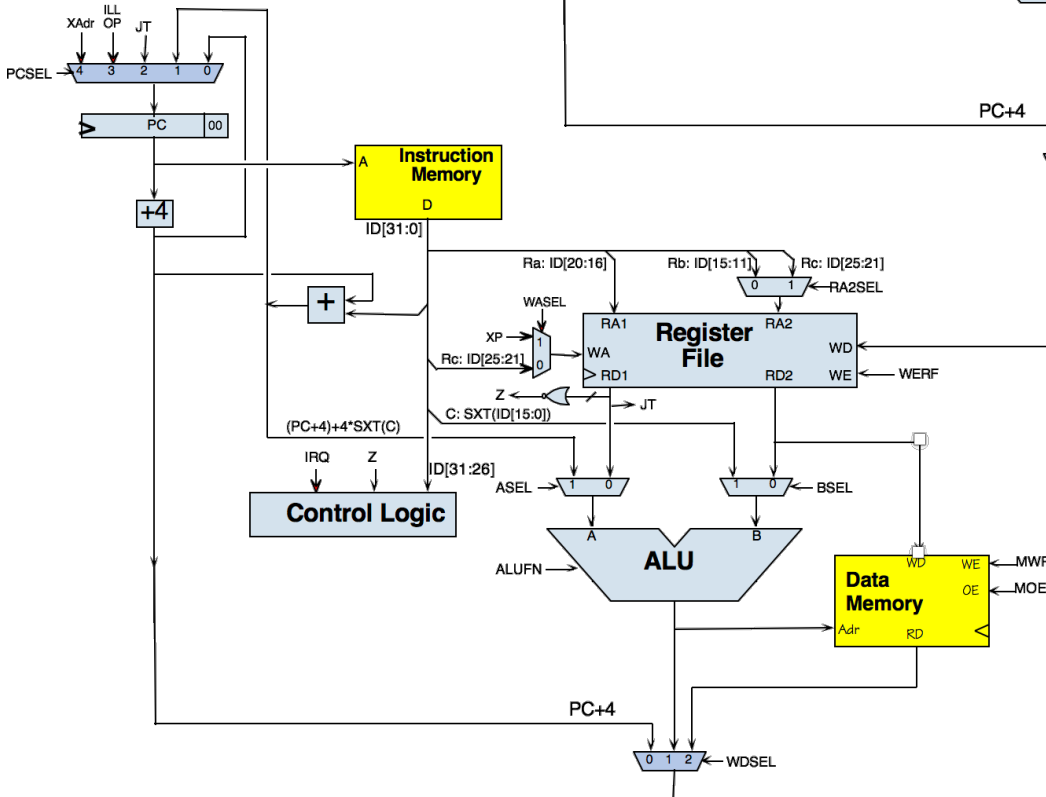 ILL
XAdr OP JT
PCSEL 4 3 2 1 0
PC+4
PC 00
A Instruction
Memory
D
+4
ID[31:0]
Ra: ID[20:16] Rb: ID[15:11] Rc: ID[25:21]
0 1 RA2SEL
+
WASEL
XP 1
Rc: ID[25:21] 0
RA1 RA2
Register
File
WA WD
RD1 RD2 WE WERF
Z JT
C: SXT(ID[15:0])
(PC+4)+4*SXT(C)
IRQ Z ID[31:26]
ASEL 1 0 1 0 BSEL
Control Logic
A B
ALU
ALUFN
WD WE
OE MOE
Data
Memory
Adr RD
PC+4
0 1 2 WDSEL